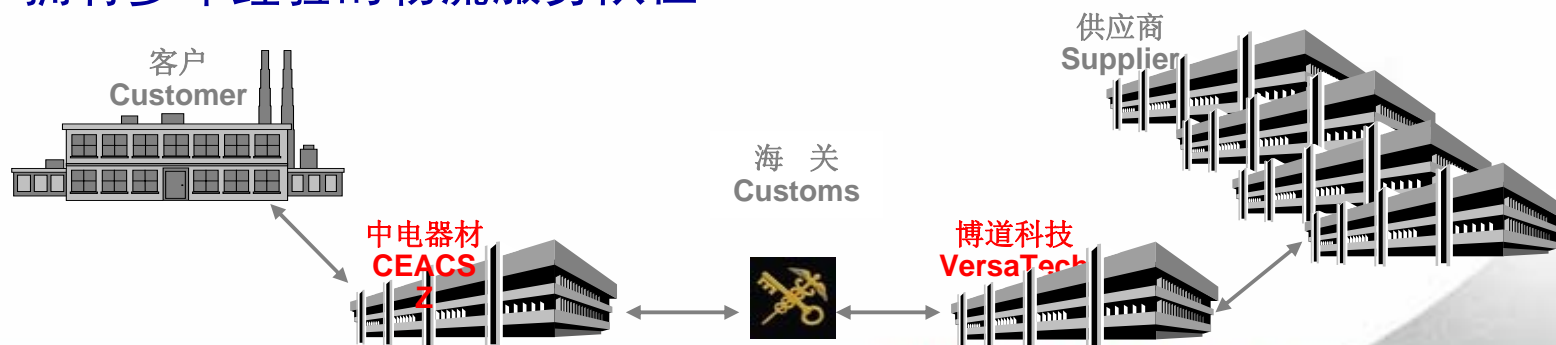 客户
Customer
供应商
Supplier
海 关
Customs
中电器材
CEACS
Z
博道科技
VersaTech